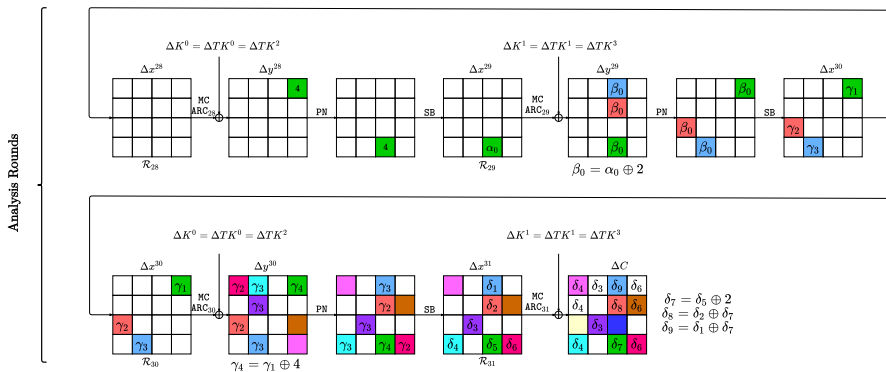 Analysis Rounds
ΔK⁰ = ΔTK⁰ = ΔTK²
ΔK¹ = ΔTK¹ = ΔTK³
Δx²⁸
Δy²⁸
Δx²⁹
Δy²⁹
Δx³⁰
4
β₀
β₀
γ₁
MC
ARC₂₈
PN
SB
MC
ARC₂₉
β₀
PN
β₀
SB
γ₂
4
α₀
β₀
β₀
γ₃
R₂₈
R₂₉
β₀ = α₀ ⊕ 2
ΔK⁰ = ΔTK⁰ = ΔTK²
ΔK¹ = ΔTK¹ = ΔTK³
Δx³⁰
Δy³⁰
Δx³¹
ΔC
γ₁
γ₂ γ₃ γ₄
γ₃
δ₁
δ₄ δ₃ δ₉ δ₆
MC
ARC₃₀
γ₃
PN
γ₂
SB
δ₂
MC
ARC₃₁
δ₄ δ₈ δ₆
γ₂
γ₂
γ₃
δ₃
δ₃
γ₃
γ₃
γ₃ γ₄ γ₂
δ₄ δ₅ δ₆
δ₄ δ₇ δ₆
δ₇ = δ₅ ⊕ 2
δ₈ = δ₂ ⊕ δ₇
δ₉ = δ₁ ⊕ δ₇
R₃₀
γ₄ = γ₁ ⊕ 4
R₃₁